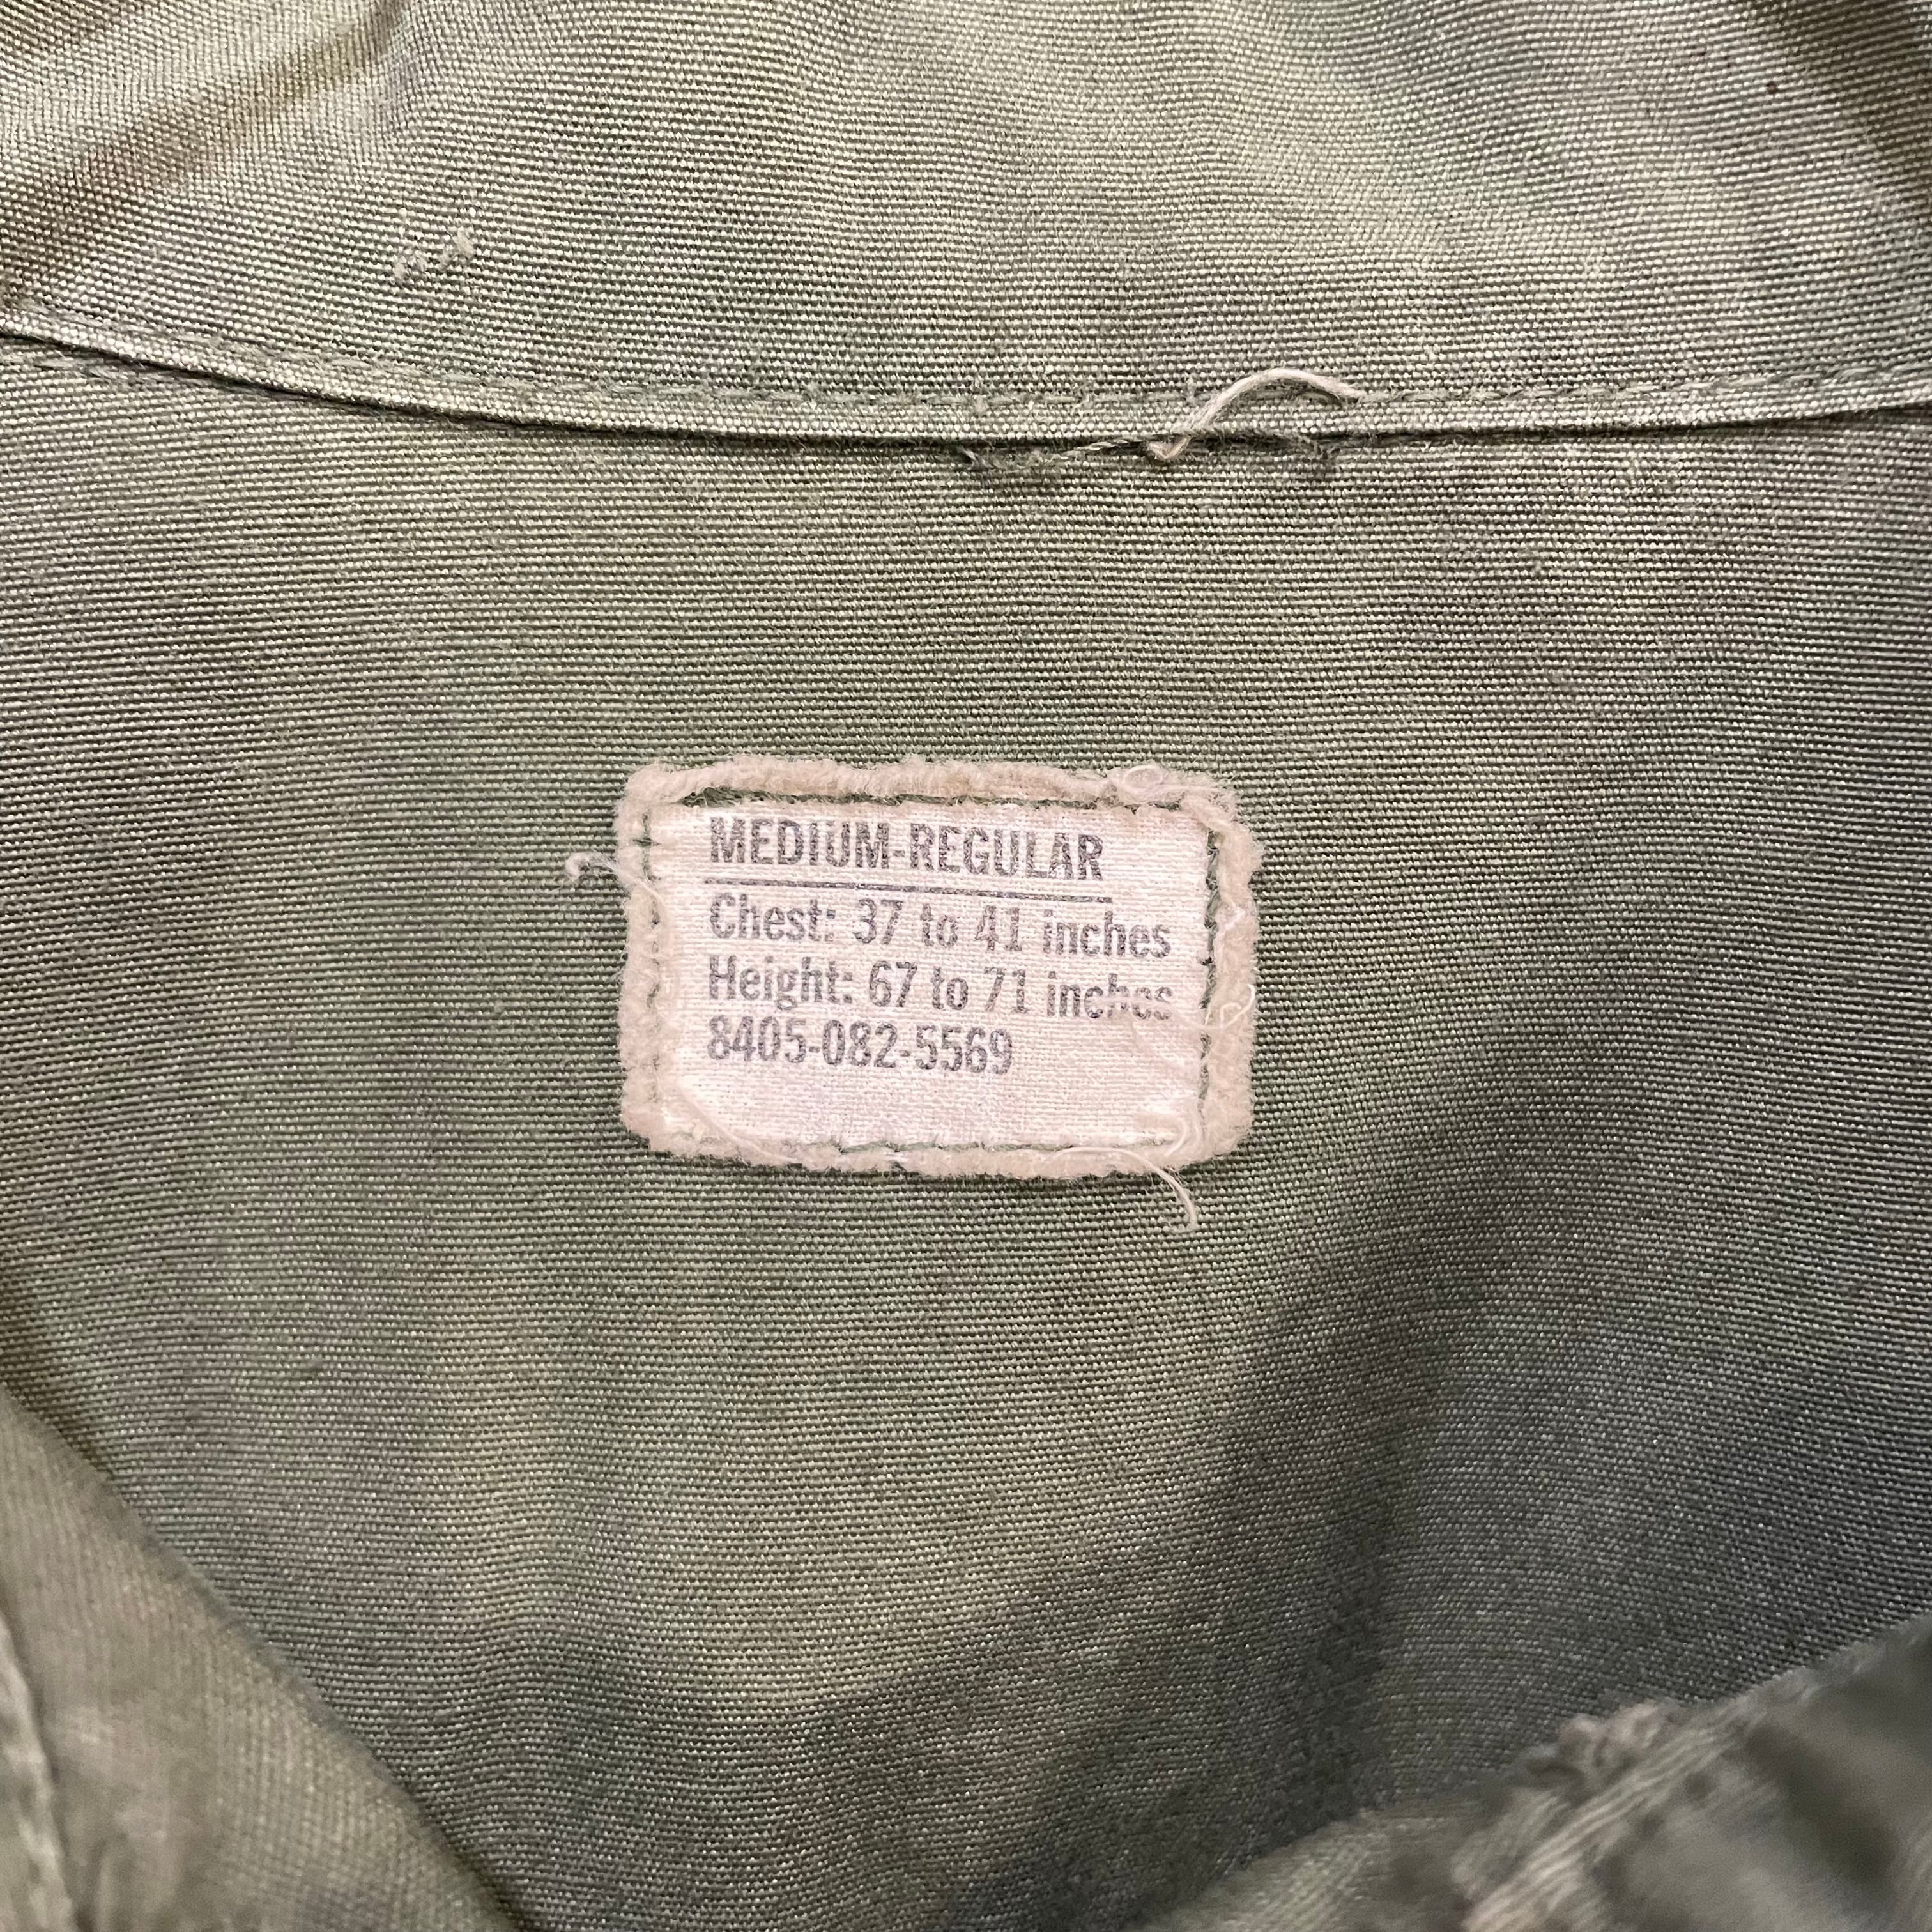 MEDIUM-REGULAR
Chest: 37 to 41 inches
Height: 67 to 71 inches
8405-082-5569